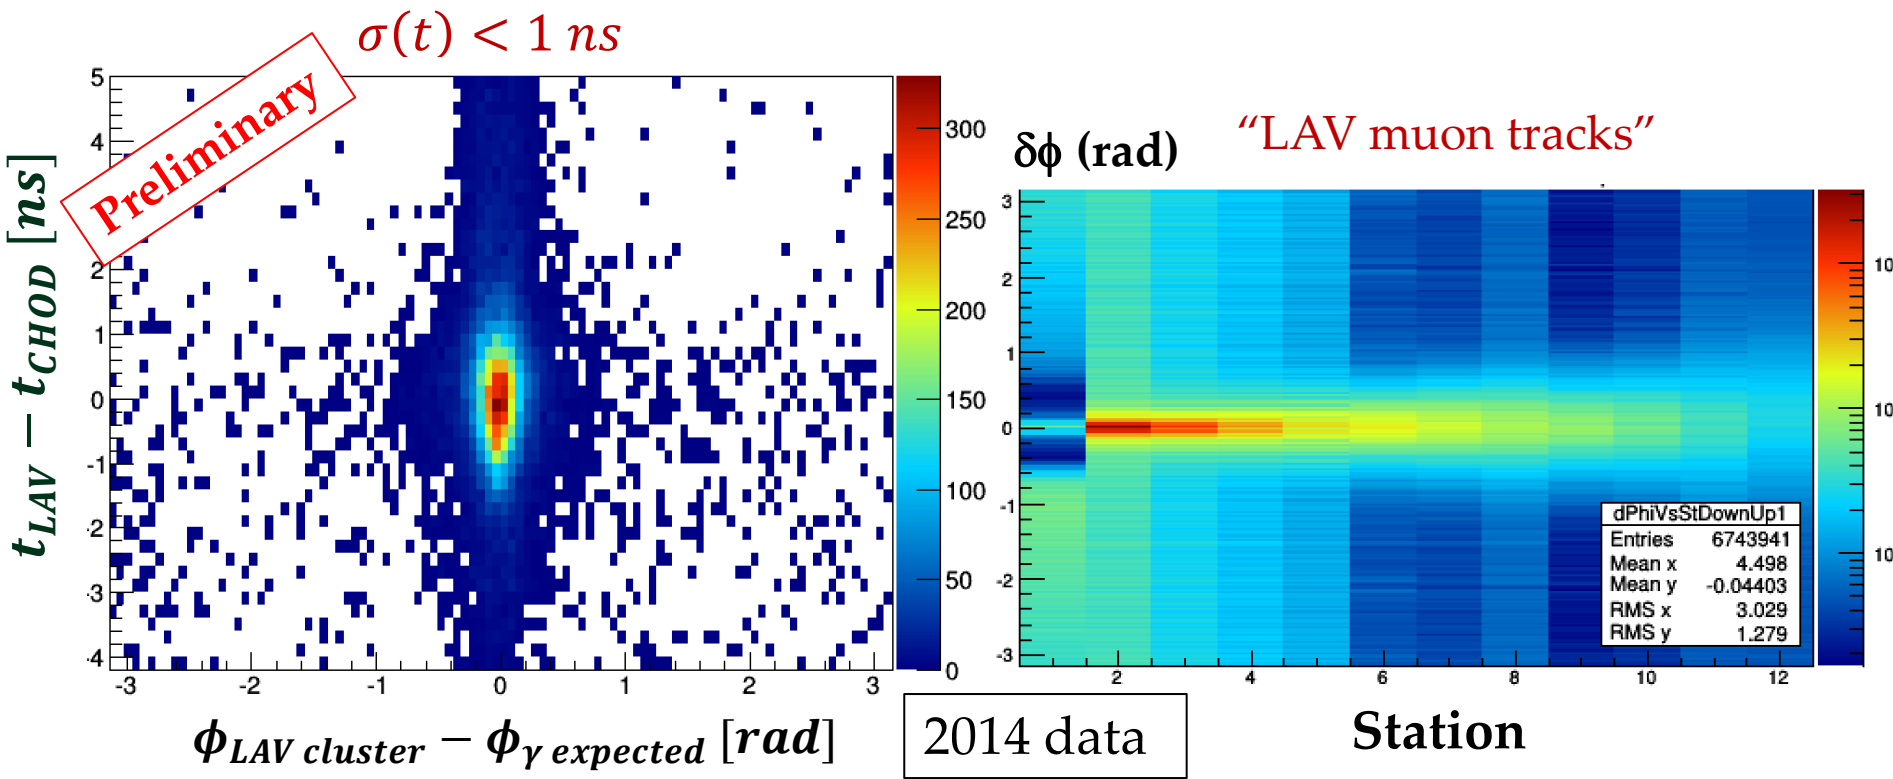 σ(t) < 1 ns
Preliminary
t_LAV − t_CHOD [ns]
5
4
2
1
0
-1
-2
-3
-4
-3
-2
-1
0
1
2
3
300
250
200
150
100
50
0
ϕ_LAV cluster − ϕ_γ expected [rad]
2014 data
δϕ (rad)
“LAV muon tracks”
3
2
1
0
-1
-2
-3
2
4
6
8
10
12
10
10
10
dPhiVsStDownUp1
Entries 6743941
Mean x 4.498
Mean y -0.04403
RMS x 3.029
RMS y 1.279
Station